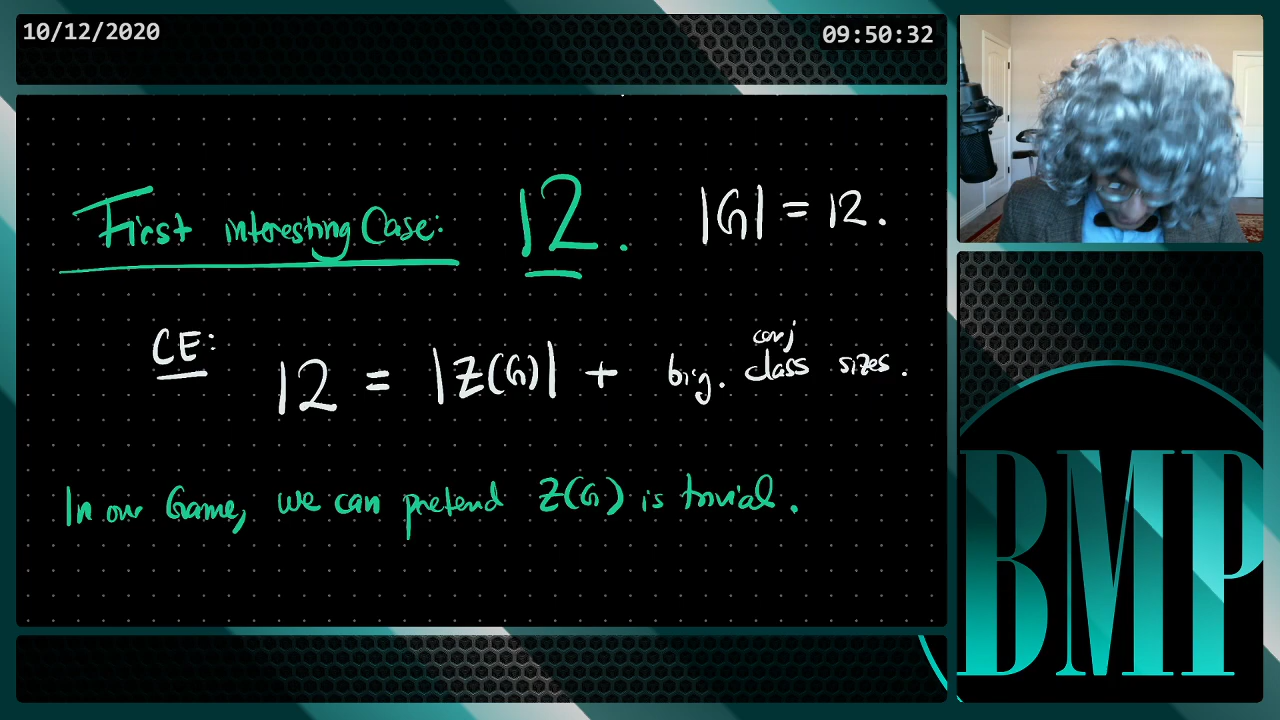 10/12/2020
09:50:32
First interesting Case: 12. |G| = 12.
CE: 12 = |Z(G)| + big. conj class sizes.
In our Game, we can pretend Z(G) is trivial.
BMP